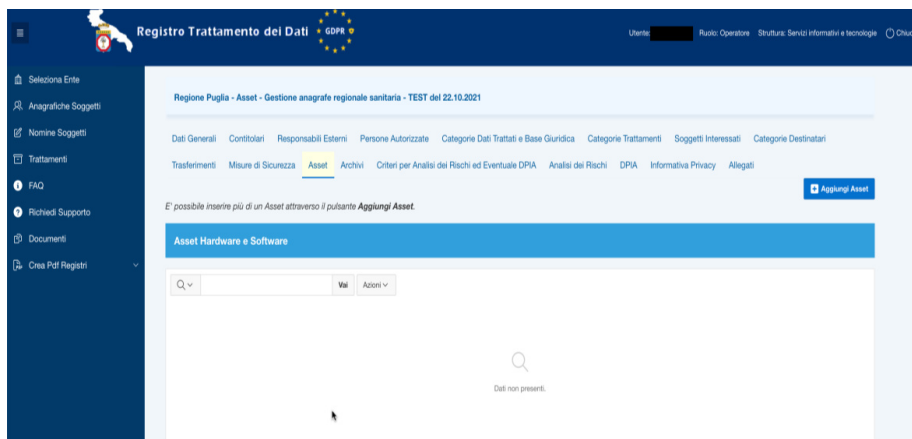 Registro Trattamento dei Dati GDPR
Utente: Ruolo: Operatore Struttura: Servizi informativi e tecnologie Chiud
Seleziona Ente
Anagrafiche Soggetti
Nomine Soggetti
Trattamenti
FAQ
Richiedi Supporto
Documenti
Crea Pdf Registri
Regione Puglia - Asset - Gestione anagrafe regionale sanitaria - TEST del 22.10.2021
Dati Generali Contitolari Responsabili Esterni Persone Autorizzate Categorie Dati Trattati e Base Giuridica Categorie Trattamenti Soggetti Interessati Categorie Destinatari
Trasferimenti Misure di Sicurezza Asset Archivi Criteri per Analisi dei Rischi ed Eventuale DPIA Analisi dei Rischi DPIA Informativa Privacy Allegati
Aggiungi Asset
E' possibile inserire più di un Asset attraverso il pulsante Aggiungi Asset.
Asset Hardware e Software
Vai Azioni
Dati non presenti.